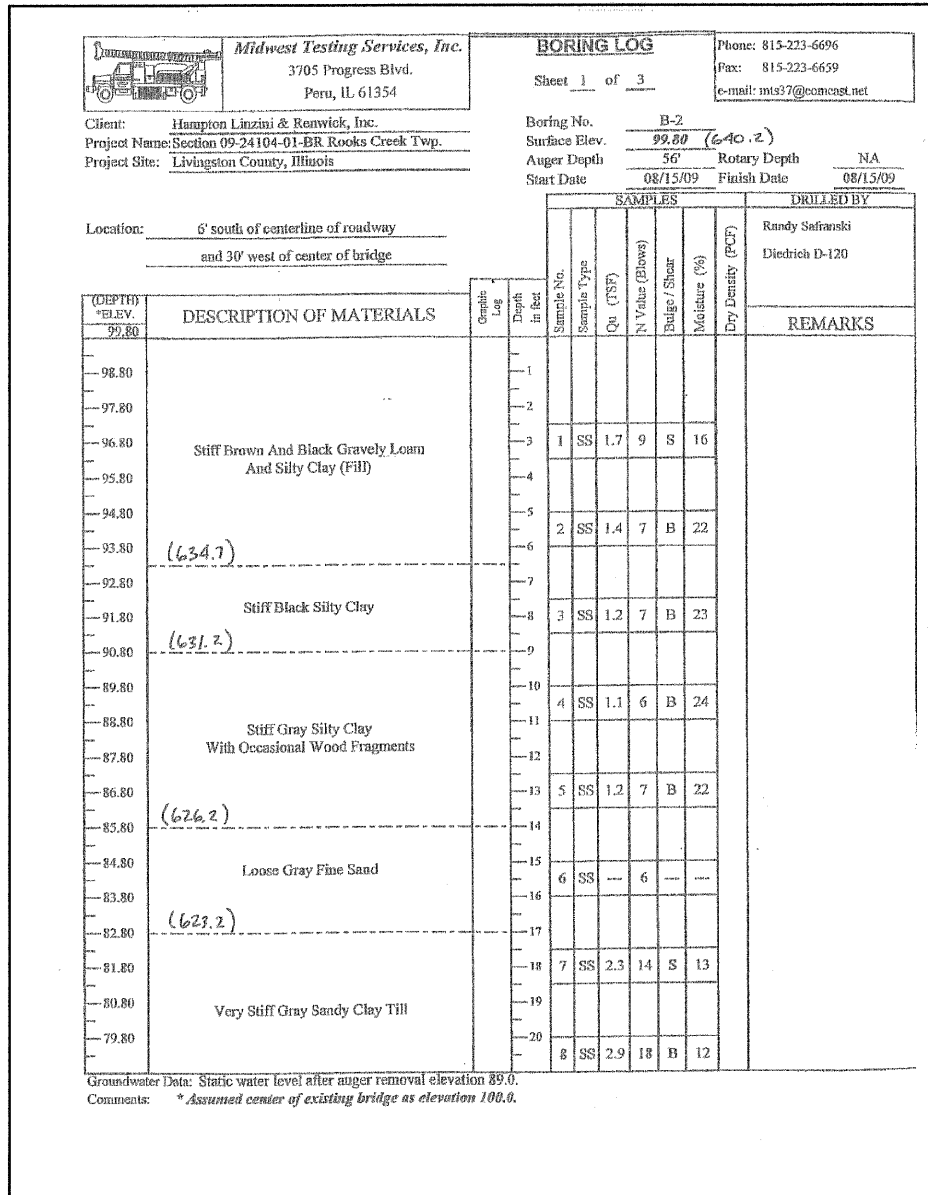 Midwest Testing Services, Inc.
3705 Progress Blvd.
Peru, IL 61354
BORING LOG
Sheet 1 of 3
Phone: 815-223-6696
Fax: 815-223-6659
e-mail: mts37@comcast.net
Client: Hampton Linzini & Renwick, Inc.
Project Name: Section 09-24104-01-BR Rooks Creek Twp.
Project Site: Livingston County, Illinois
Boring No. B-2
Surface Elev. 99.80 (640.2)
Auger Depth 56' Rotary Depth NA
Start Date 08/15/09 Finish Date 08/15/09
Location: 6' south of centerline of roadway
and 30' west of center of bridge
SAMPLES
DRILLED BY
Randy Safranski
Diedrich D-120
REMARKS
(DEPTH)
*ELEV.
99.80
DESCRIPTION OF MATERIALS
Graphic Log
Depth in feet
Sample No.
Sample Type
Qu (TSF)
N Value (Blows)
Bulge / Shear
Moisture (%)
Dry Density (PCF)
98.80 1
97.80 2
96.80 3 1 SS 1.7 9 S 16
Stiff Brown And Black Gravely Loam
And Silty Clay (Fill)
95.80 4
94.80 5
2 SS 1.4 7 B 22
93.80 (634.7) 6
92.80 7
Stiff Black Silty Clay
91.80 8 3 SS 1.2 7 B 23
(631.2)
90.80 9
89.80 10
4 SS 1.1 6 B 24
88.80 11
Stiff Gray Silty Clay
With Occasional Wood Fragments
87.80 12
86.80 13 5 SS 1.2 7 B 22
(626.2)
85.80 14
84.80 15
Loose Gray Fine Sand
6 SS --- 6 --- ---
83.80 16
(623.2)
82.80 17
81.80 18 7 SS 2.3 14 S 13
80.80 19
Very Stiff Gray Sandy Clay Till
79.80 20
8 SS 2.9 18 B 12
Groundwater Data: Static water level after auger removal elevation 89.0.
Comments: * Assumed center of existing bridge as elevation 100.0.